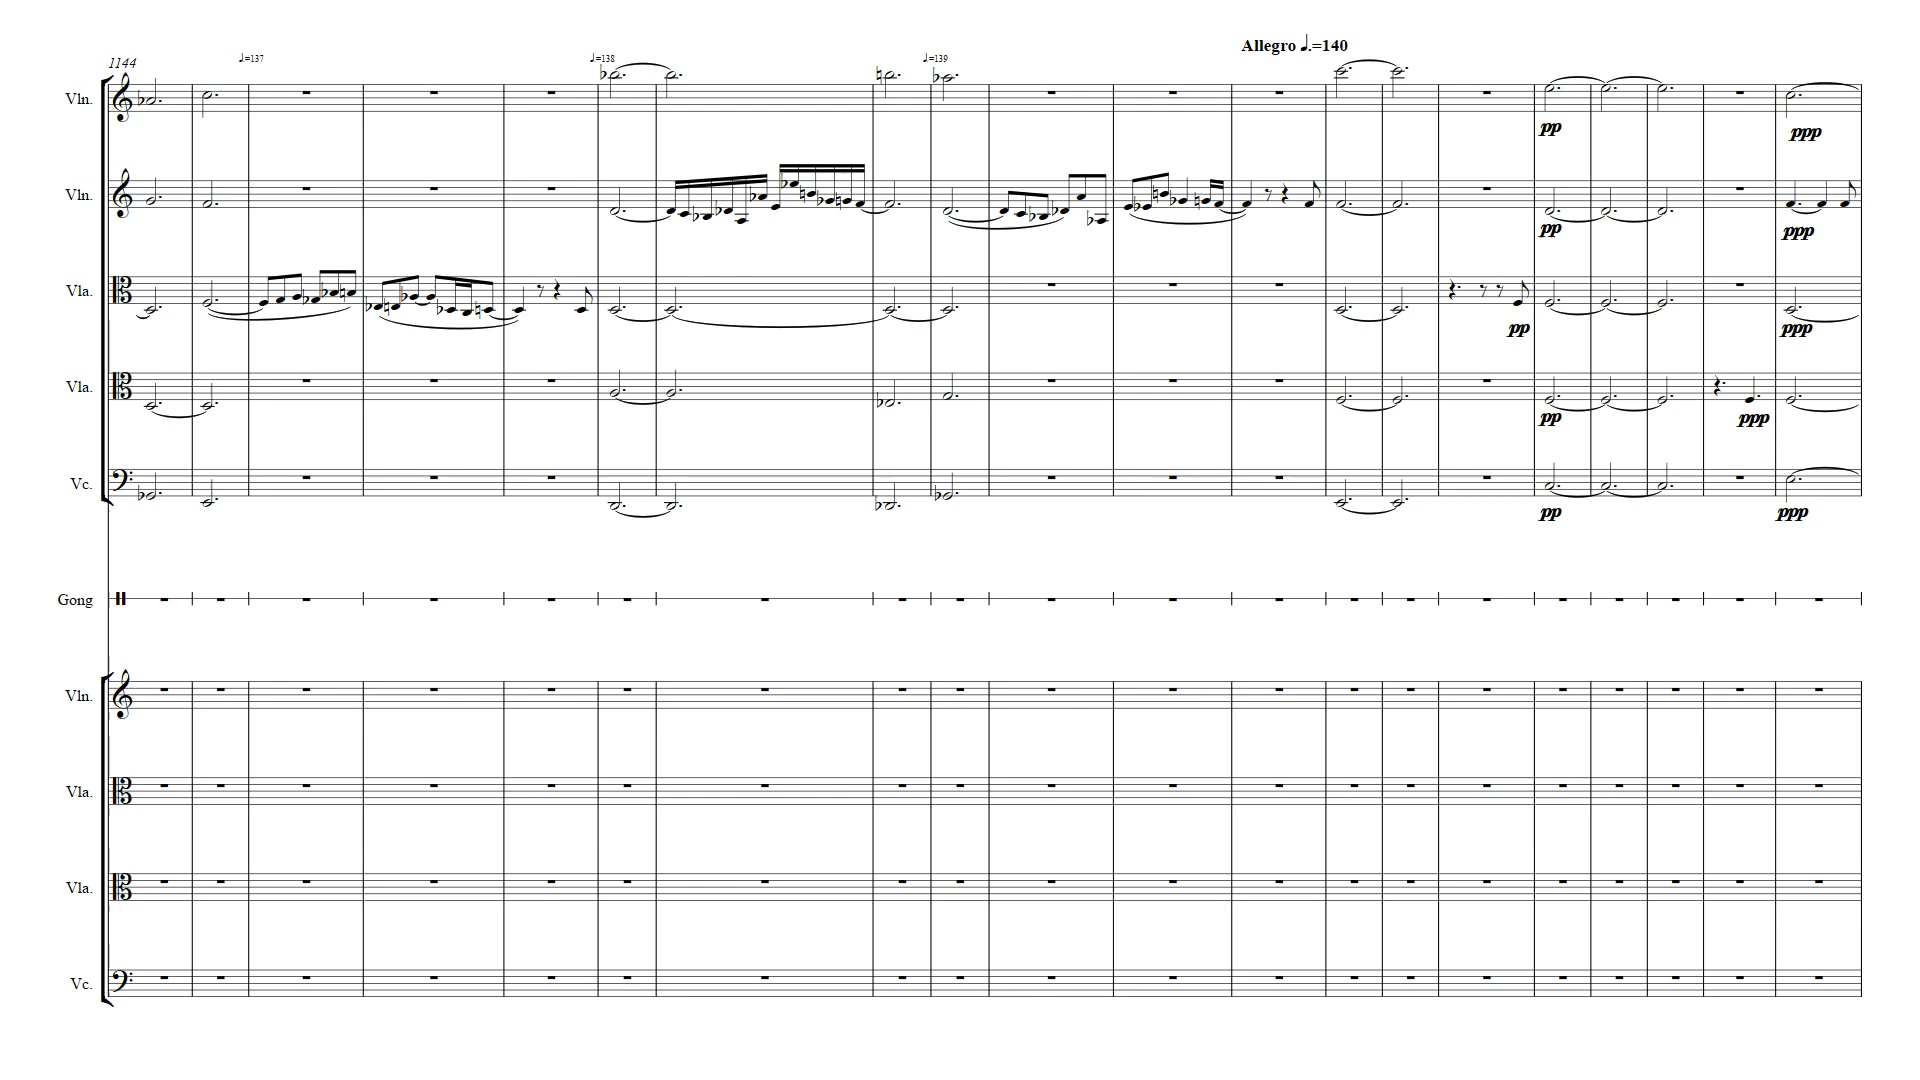 Allegro ♩.=140
1144
♩=137
♩=138
♩=139
Vln.
pp
ppp
Vln.
pp
ppp
Vla.
pp
ppp
Vla.
pp
ppp
Vc.
pp
ppp
Gong
Vln.
Vla.
Vla.
Vc.